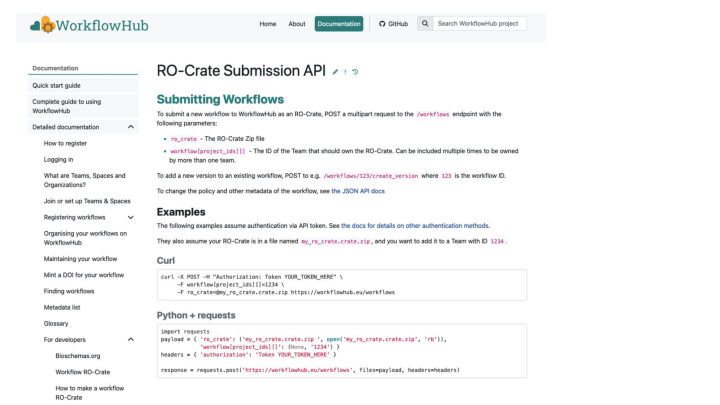 WorkflowHub
Home About Documentation GitHub Search WorkflowHub project
Documentation
Quick start guide
Complete guide to using
WorkflowHub
Detailed documentation
How to register
Logging in
What are Teams, Spaces and
Organizations?
Join or set up Teams & Spaces
Registering workflows
Organising your workflows on
WorkflowHub
Maintaining your workflow
Mint a DOI for your workflow
Finding workflows
Metadata list
Glossary
For developers
Bioschemas.org
Workflow RO-Crate
How to make a workflow
RO-Crate
RO-Crate Submission API
Submitting Workflows
To submit a new workflow to WorkflowHub as an RO-Crate, POST a multipart request to the /workflows endpoint with the
following parameters:
• ro_crate - The RO-Crate Zip file
• workflow[project_ids][] - The ID of the Team that should own the RO-Crate. Can be included multiple times to be owned
by more than one team.
To add a new version to an existing workflow, POST to e.g. /workflows/123/create_version where 123 is the workflow ID.
To change the policy and other metadata of the workflow, see the JSON API docs
Examples
The following examples assume authentication via API token. See the docs for details on other authentication methods.
They also assume your RO-Crate is in a file named my_ro_crate.crate.zip, and you want to add it to a Team with ID 1234.
Curl
curl -X POST -H "Authorization: Token YOUR_TOKEN_HERE" \
-F workflow[project_ids][]=1234 \
-F ro_crate=@my_ro_crate.crate.zip https://workflowhub.eu/workflows
Python + requests
import requests
payload = { 'ro_crate': ('my_ro_crate.crate.zip ', open('my_ro_crate.crate.zip', 'rb')),
'workflow[project_ids][]': (None, '1234') }
headers = { 'authorization': 'Token YOUR_TOKEN_HERE' }
response = requests.post('https://workflowhub.eu/workflows', files=payload, headers=headers)